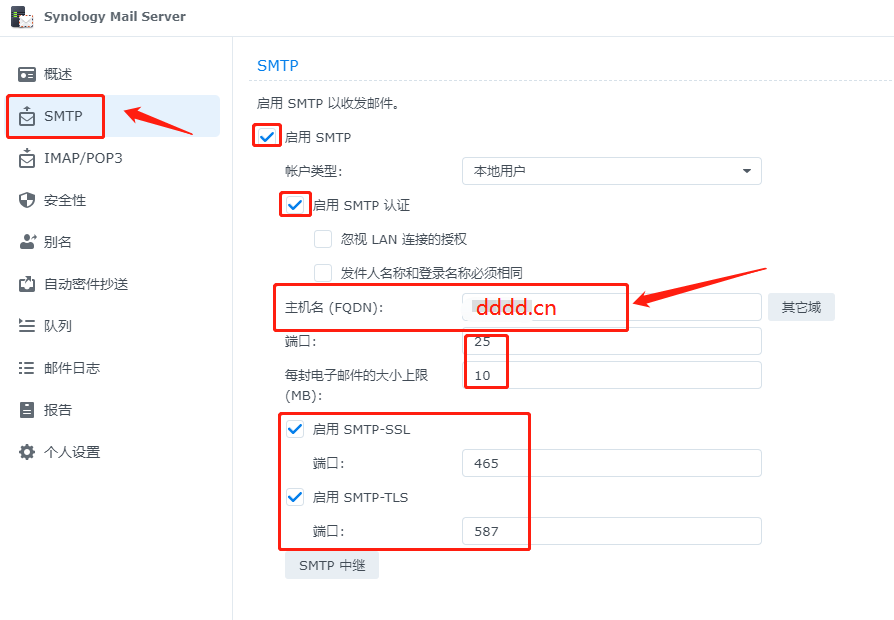 Synology Mail Server
概述
SMTP
IMAP/POP3
安全性
别名
自动密件抄送
队列
邮件日志
报告
个人设置
SMTP
启用 SMTP 以收发邮件。
启用 SMTP
帐户类型: 本地用户
启用 SMTP 认证
忽视 LAN 连接的授权
发件人名称和登录名称必须相同
主机名 (FQDN): dddd.cn 其它域
端口: 25
每封电子邮件的大小上限 10
(MB):
启用 SMTP-SSL
端口: 465
启用 SMTP-TLS
端口: 587
SMTP 中继